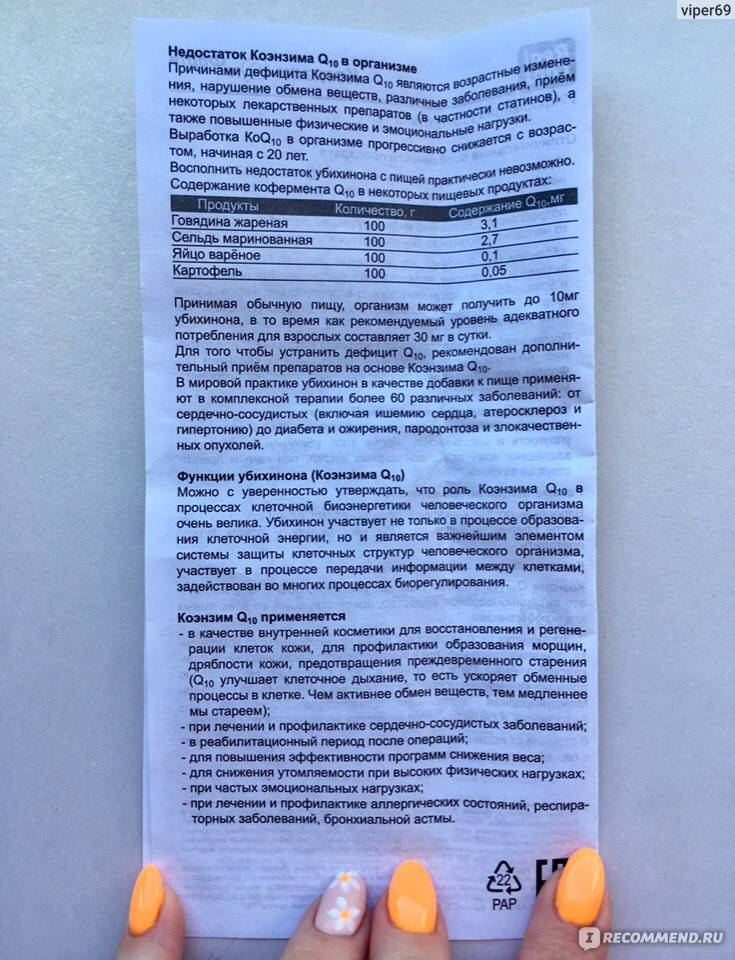 viper69
Недостаток Коэнзима Q10 в организме
Причинами дефицита Коэнзима Q10 являются возрастные измене-
ния, нарушение обмена веществ, различные заболевания, приём
некоторых лекарственных препаратов (в частности статинов), а
также повышенные физические и эмоциональные нагрузки.
Выработка КоQ10 в организме прогрессивно снижается с возрас-
том, начиная с 20 лет.
Восполнить недостаток убихинона с пищей практически невозможно.
Содержание кофермента Q10 в некоторых пищевых продуктах:
Продукты Количество, г Содержание Q10,мг
Говядина жареная 100 3,1
Сельдь маринованная 100 2,7
Яйцо варёное 100 0,1
Картофель 100 0,05
Принимая обычную пищу, организм может получить до 10мг
убихинона, в то время как рекомендуемый уровень адекватного
потребления для взрослых составляет 30 мг в сутки.
Для того чтобы устранить дефицит Q10, рекомендован дополни-
тельный приём препаратов на основе Коэнзима Q10.
В мировой практике убихинон в качестве добавки к пище применя-
ют в комплексной терапии более 60 различных заболеваний: от
сердечно-сосудистых (включая ишемию сердца, атеросклероз и
гипертонию) до диабета и ожирения, пародонтоза и злокачествен-
ных опухолей.
Функции убихинона (Коэнзима Q10)
Можно с уверенностью утверждать, что роль Коэнзима Q10 в
процессах клеточной биоэнергетики человеческого организма
очень велика. Убихинон участвует не только в процессе образова-
ния клеточной энергии, но и является важнейшим элементом
системы защиты клеточных структур человеческого организма,
участвует в процессе передачи информации между клетками,
задействован во многих процессах биорегулирования.
Коэнзим Q10 применяется
- в качестве внутренней косметики для восстановления и регене-
рации клеток кожи, для профилактики образования морщин,
дряблости кожи, предотвращения преждевременного старения
(Q10 улучшает клеточное дыхание, то есть ускоряет обменные
процессы в клетке. Чем активнее обмен веществ, тем медленнее
мы стареем);
- при лечении и профилактике сердечно-сосудистых заболеваний;
- в реабилитационный период после операций;
- для повышения эффективности программ снижения веса;
- для снижения утомляемости при высоких физических нагрузках;
- при частых эмоциональных нагрузках;
- при лечении и профилактике аллергических состояний, респира-
торных заболеваний, бронхиальной астмы.
22
PAP
IRECOMMEND.RU